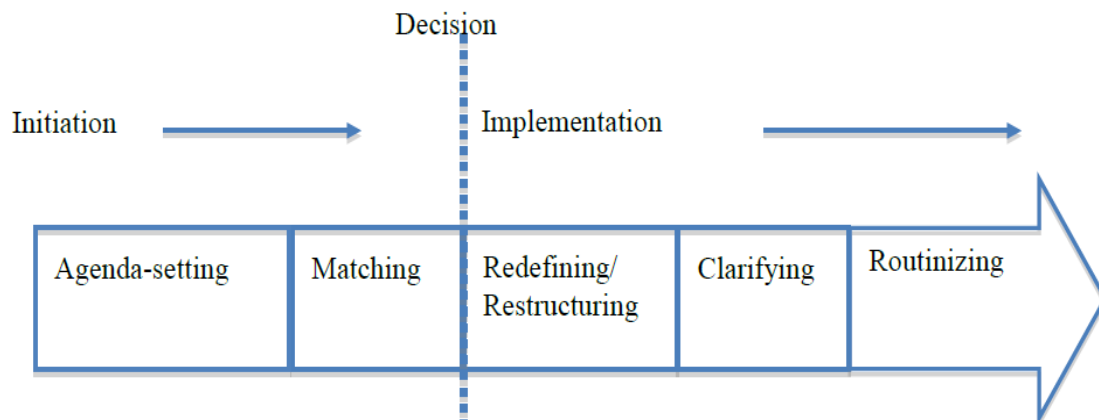 Decision
Initiation
Implementation
Agenda-setting
Matching
Redefining/
Restructuring
Clarifying
Routinizing